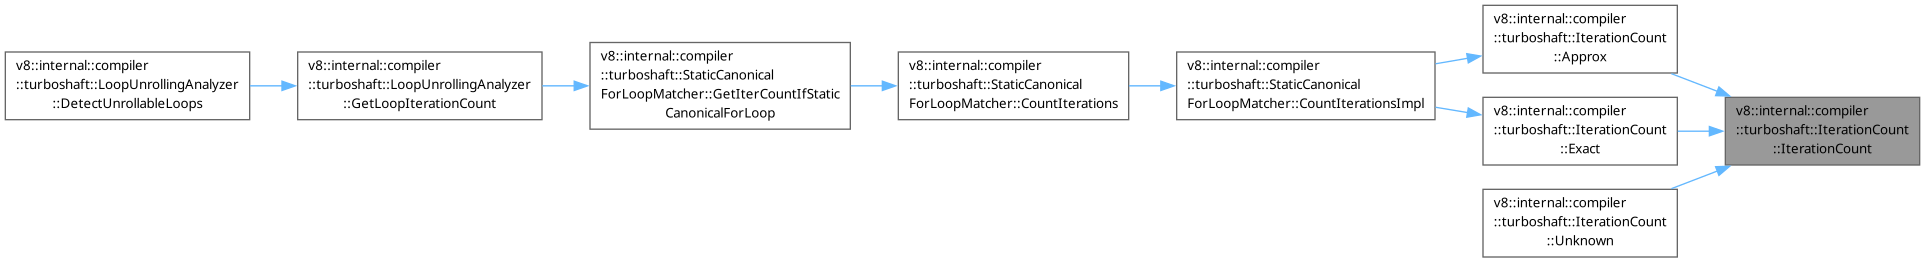 v8::internal::compiler
::turboshaft::LoopUnrollingAnalyzer
::DetectUnrollableLoops
v8::internal::compiler
::turboshaft::LoopUnrollingAnalyzer
::GetLoopIterationCount
v8::internal::compiler
::turboshaft::StaticCanonical
ForLoopMatcher::GetIterCountIfStatic
CanonicalForLoop
v8::internal::compiler
::turboshaft::StaticCanonical
ForLoopMatcher::CountIterations
v8::internal::compiler
::turboshaft::StaticCanonical
ForLoopMatcher::CountIterationsImpl
v8::internal::compiler
::turboshaft::IterationCount
::Approx
v8::internal::compiler
::turboshaft::IterationCount
::Exact
v8::internal::compiler
::turboshaft::IterationCount
::Unknown
v8::internal::compiler
::turboshaft::IterationCount
::IterationCount